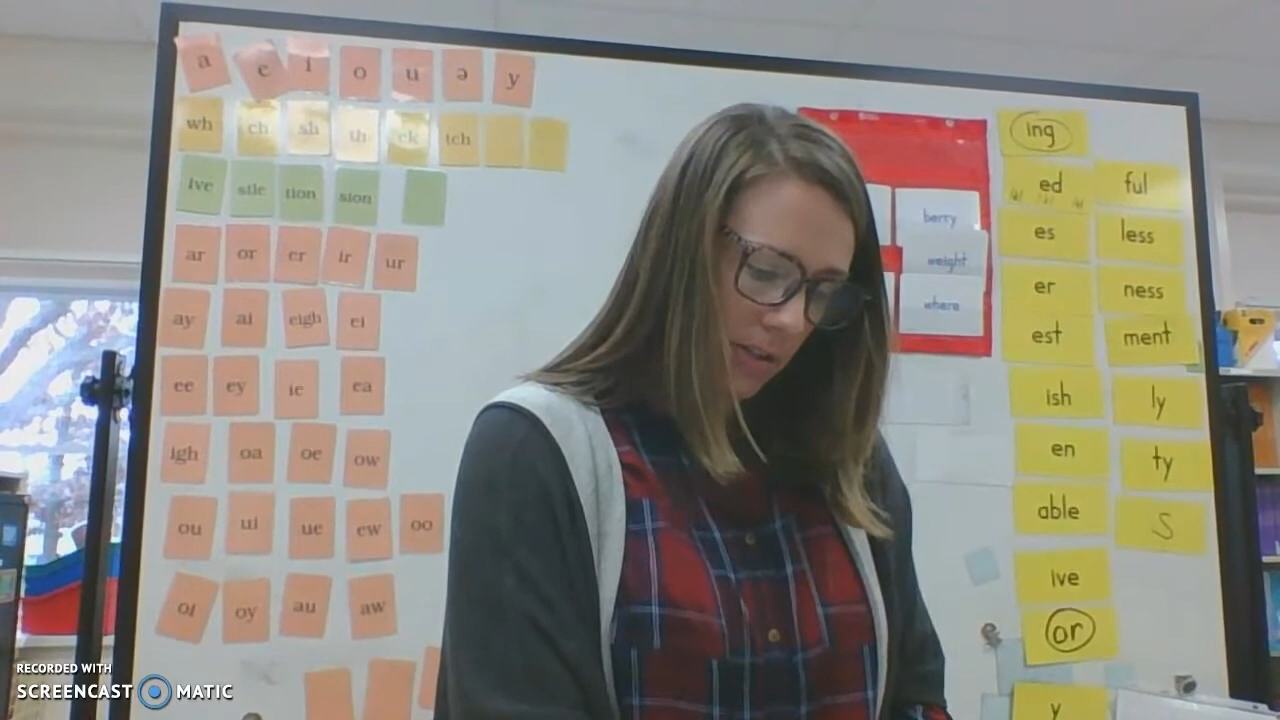 a e i o u ə y
wh ch sh th ck tch
ive stle tion sion
ar or er ir ur
ay ai eigh ei
ee ey ie ea
igh oa oe ow
ou ui ue ew oo
oi oy au aw
berry
weight
where
ing
ed ful
es less
er ness
est ment
ish ly
en ty
able S
ive
or
y
RECORDED WITH
SCREENCAST MATIC